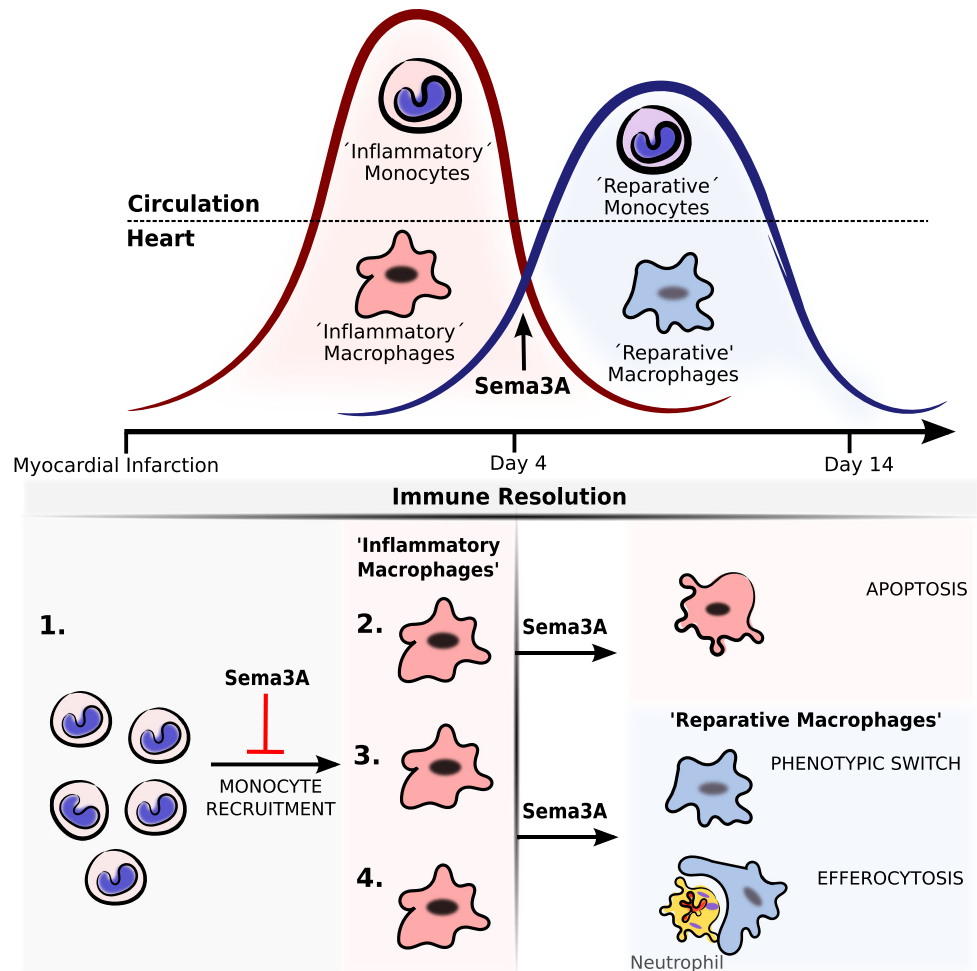 ´Inflammatory´
Monocytes
´Reparative´
Monocytes
Circulation
Heart
´Inflammatory´
Macrophages
´Reparative'
Macrophages
Sema3A
Myocardial Infarction
Day 4
Day 14
Immune Resolution
1.
Sema3A
MONOCYTE
RECRUITMENT
'Inflammatory
Macrophages'
2.
3.
4.
Sema3A
Sema3A
APOPTOSIS
'Reparative Macrophages'
PHENOTYPIC SWITCH
EFFEROCYTOSIS
Neutrophil